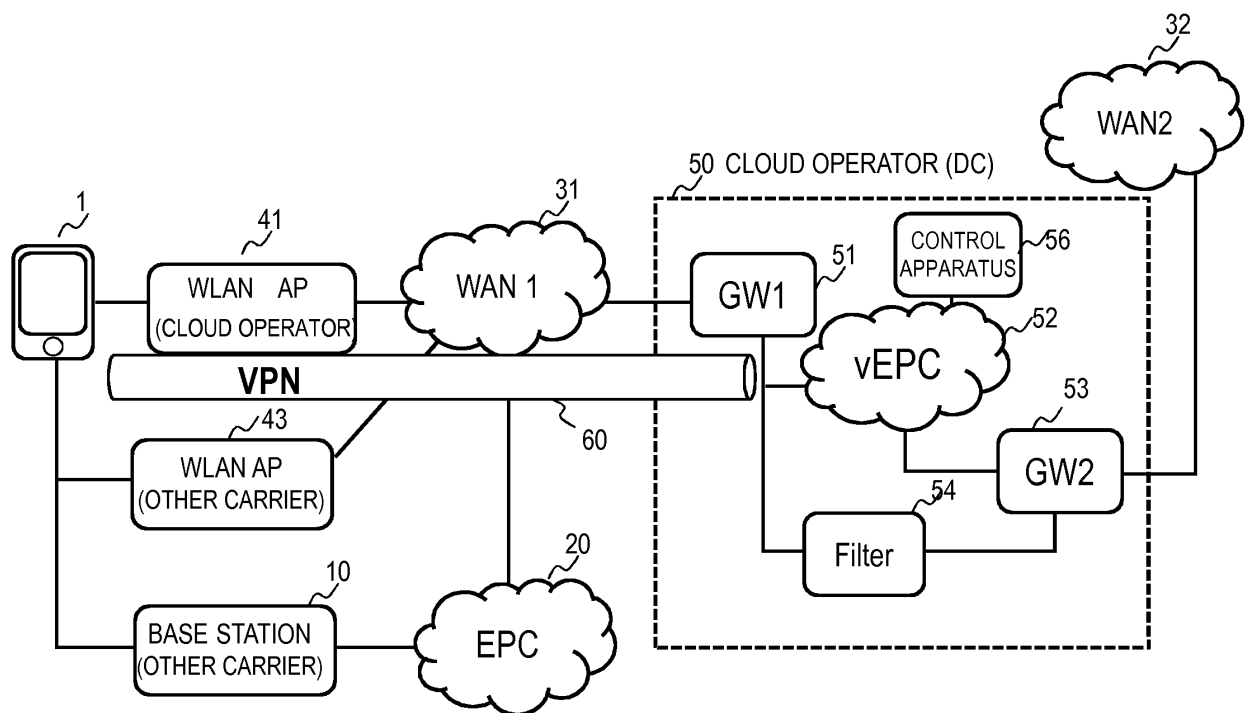 32
WAN2
50 CLOUD OPERATOR (DC)
1
41
31
WLAN AP
(CLOUD OPERATOR)
WAN 1
51
GW1
CONTROL
APPARATUS
56
52
vEPC
VPN
60
43
WLAN AP
(OTHER CARRIER)
53
GW2
54
Filter
10
BASE STATION
(OTHER CARRIER)
20
EPC